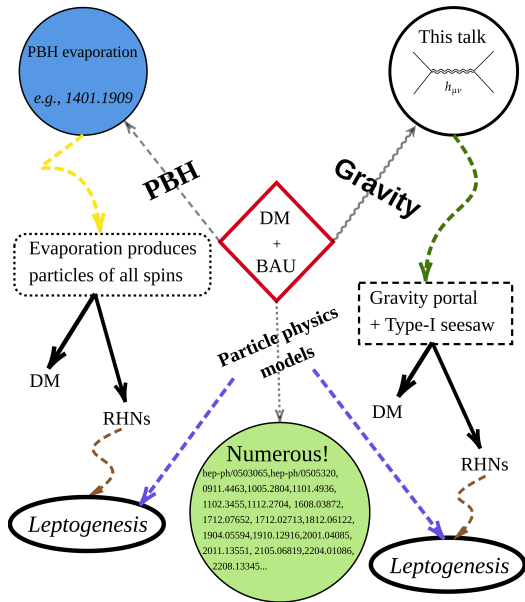 PBH evaporation
e.g., 1401.1909
This talk
hμν
PBH
Gravity
DM
+
BAU
Evaporation produces
particles of all spins
Gravity portal
+ Type-I seesaw
Particle physics
models
DM
RHNs
DM
RHNs
Leptogenesis
Numerous!
hep-ph/0503065,hep-ph/0505320,
0911.4463,1005.2804,1101.4936,
1102.3455,1112.2704, 1608.03872,
1712.07652, 1712.02713,1812.06122,
1904.05594,1910.12916,2001.04085,
2011.13551, 2105.06819,2204.01086,
2208.13345...
Leptogenesis